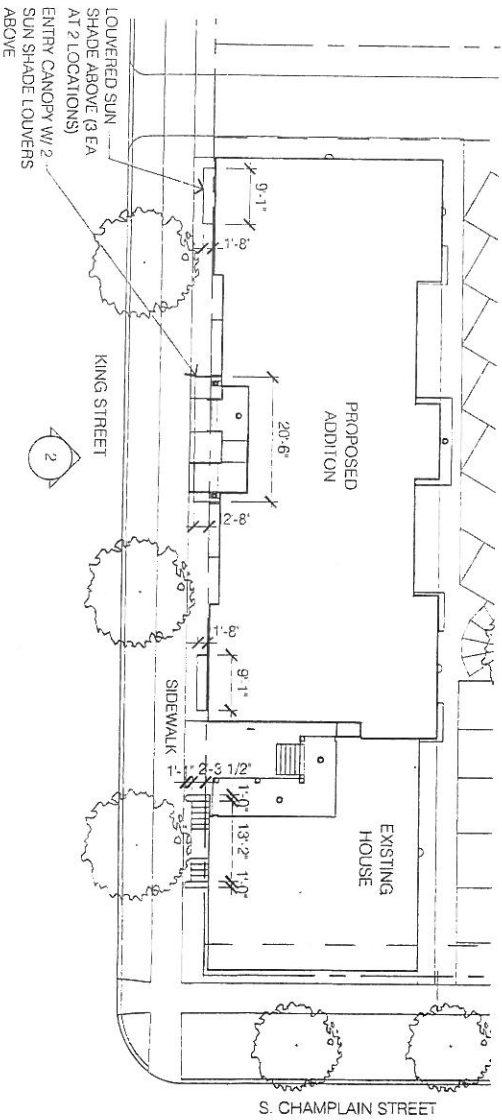 LOUVERED SUN
SHADE ABOVE (3 EA
AT 2 LOCATIONS)
ENTRY CANOPY W/ 2
SUN SHADE LOUVERS
ABOVE
9'-1"
1'-8"
20'-6"
PROPOSED
ADDITON
KING STREET
2
2-8"
1'-8"
9'-1"
SIDEWALK
1'-1"
2-3 1/2"
1'-0"
13'-2"
1'-0"
EXISTING
HOUSE
S. CHAMPLAIN STREET